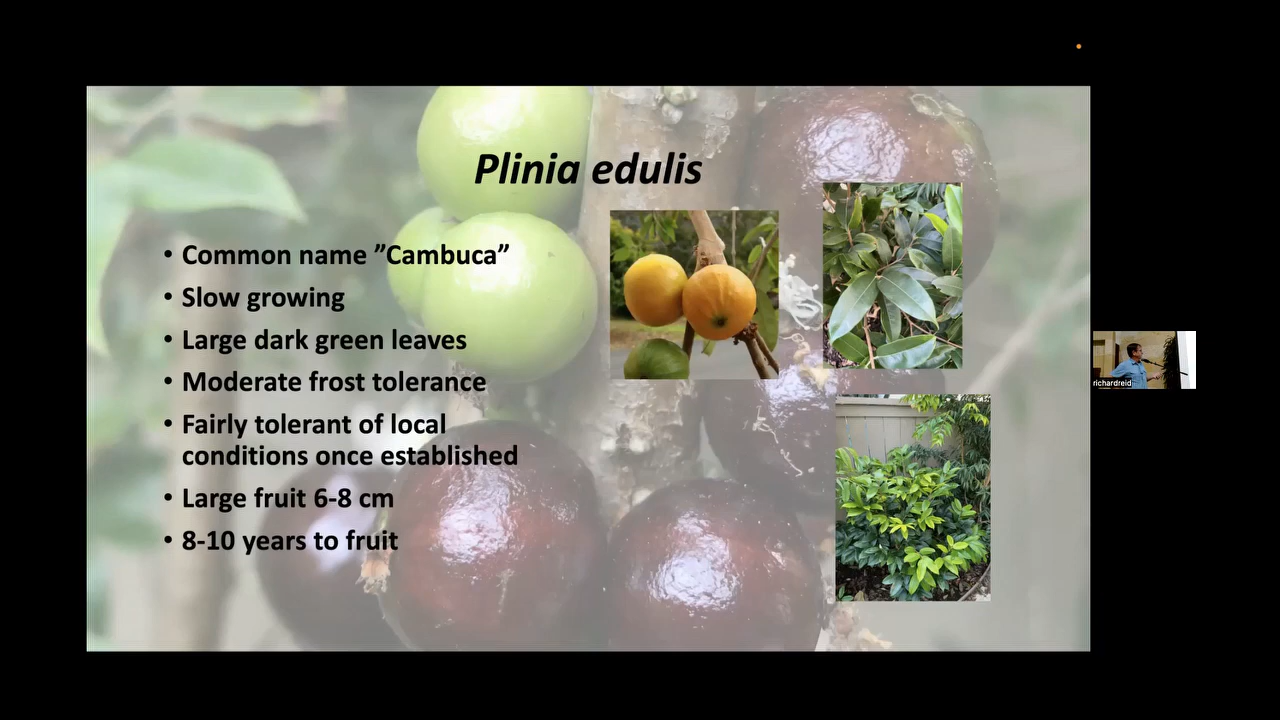 Plinia edulis
• Common name ”Cambuca”
• Slow growing
• Large dark green leaves
• Moderate frost tolerance
• Fairly tolerant of local
conditions once established
• Large fruit 6-8 cm
• 8-10 years to fruit
richardreid